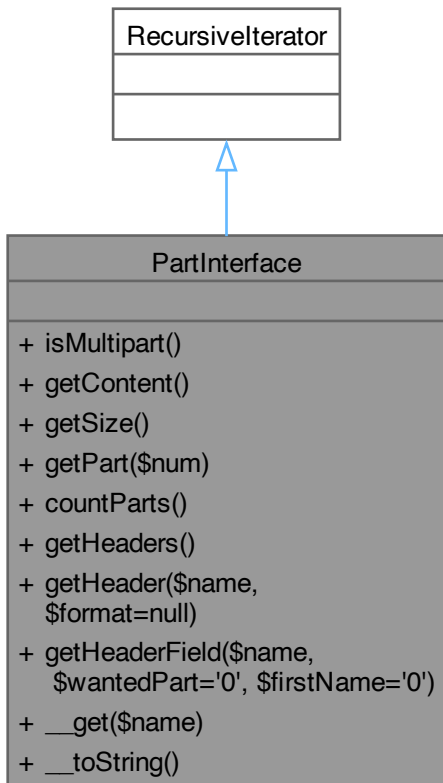 RecursiveIterator
PartInterface
+ isMultipart()
+ getContent()
+ getSize()
+ getPart($num)
+ countParts()
+ getHeaders()
+ getHeader($name,
$format=null)
+ getHeaderField($name,
$wantedPart='0', $firstName='0')
+ __get($name)
+ __toString()